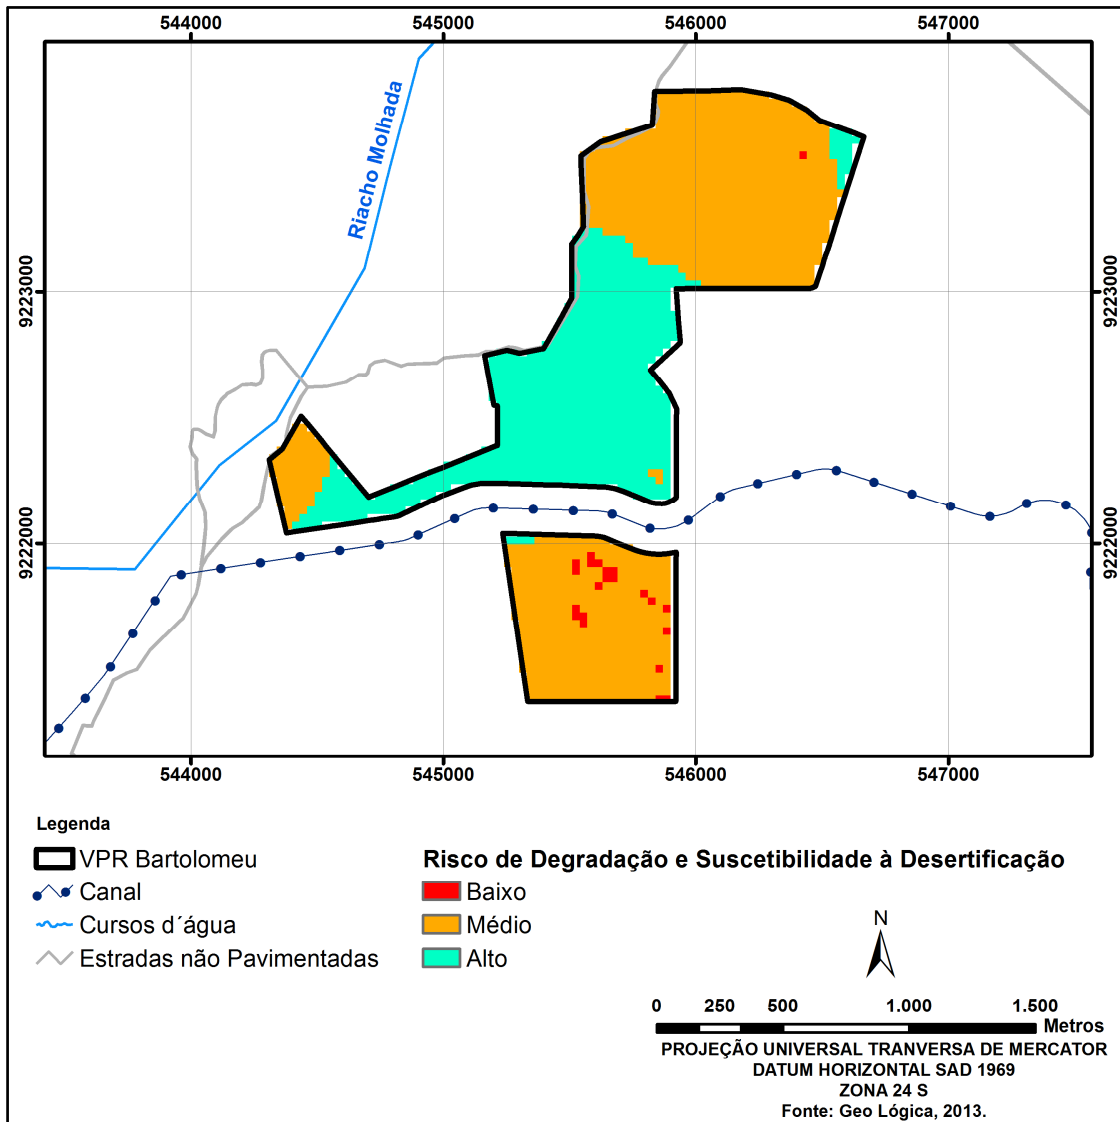 544000 545000 546000 547000
Riacho Molhada
9223000 9223000
9222000 9222000
544000 545000 546000 547000
Legenda
VPR Bartolomeu
Canal
Cursos d´água
Estradas não Pavimentadas
Risco de Degradação e Suscetibilidade à Desertificação
Baixo
Médio
Alto
N
0 250 500 1.000 1.500
Metros
PROJEÇÃO UNIVERSAL TRANVERSA DE MERCATOR
DATUM HORIZONTAL SAD 1969
ZONA 24 S
Fonte: Geo Lógica, 2013.